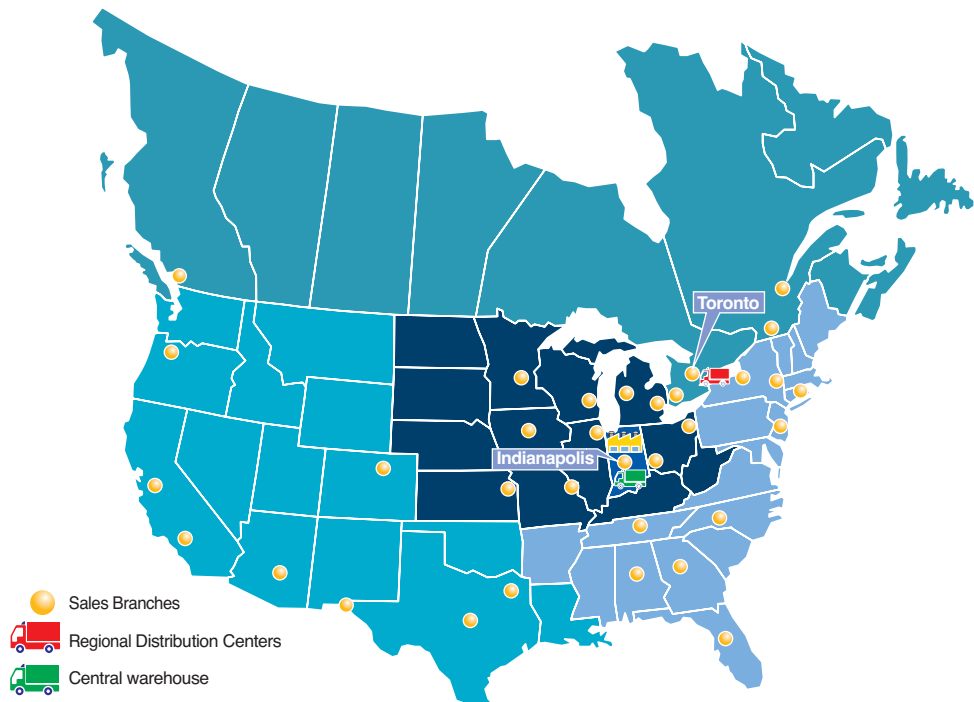 Toronto
Indianapolis
Sales Branches
Regional Distribution Centers
Central warehouse